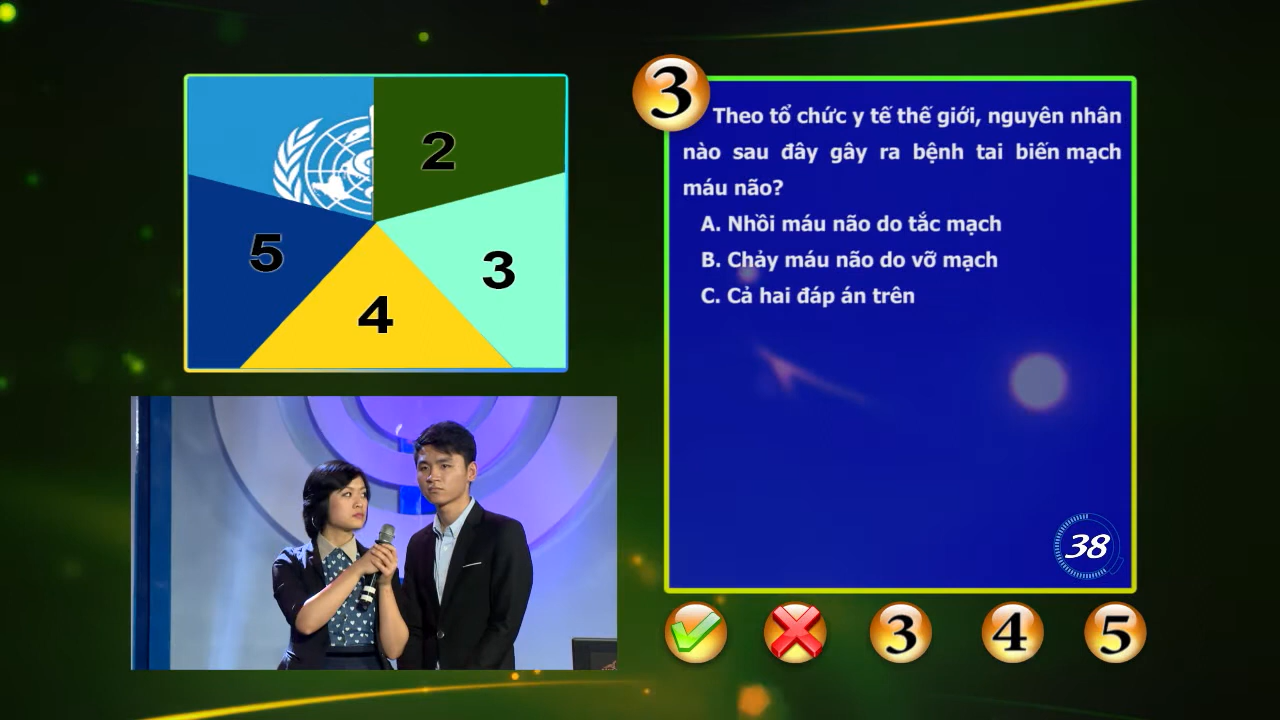 2
3
4
5
3
Theo tổ chức y tế thế giới, nguyên nhân
nào sau đây gây ra bệnh tai biến mạch
máu não?
A. Nhồi máu não do tắc mạch
B. Chảy máu não do vỡ mạch
C. Cả hai đáp án trên
38
3 4 5